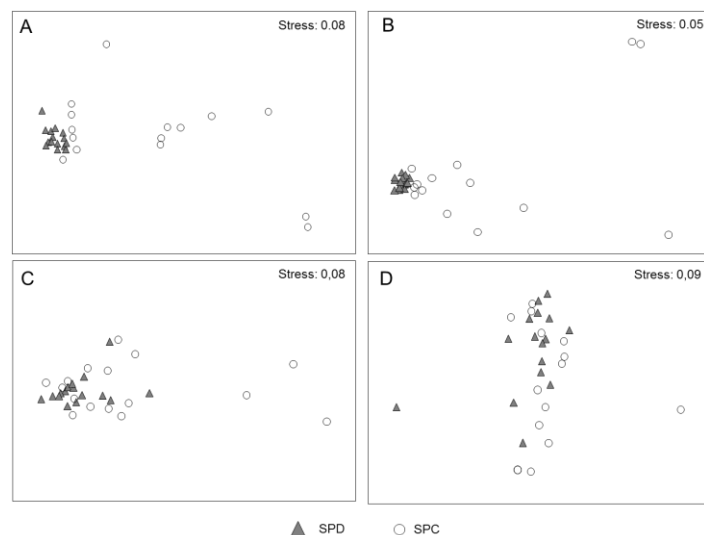 A
Stress: 0.08
B
Stress: 0.05
C
Stress: 0,08
D
Stress: 0,09
SPD
SPC